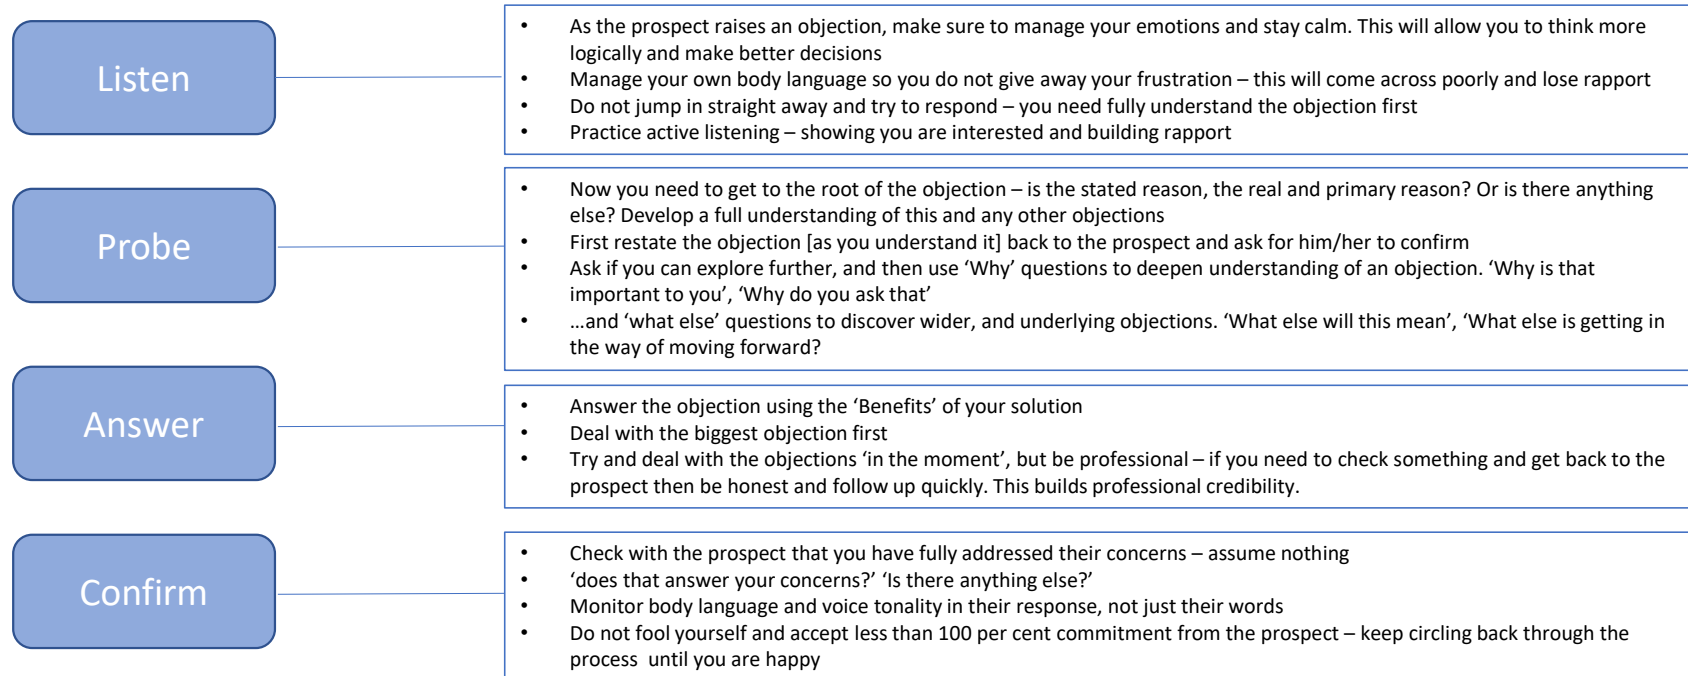 Listen
• As the prospect raises an objection, make sure to manage your emotions and stay calm. This will allow you to think more
logically and make better decisions
• Manage your own body language so you do not give away your frustration – this will come across poorly and lose rapport
• Do not jump in straight away and try to respond – you need fully understand the objection first
• Practice active listening – showing you are interested and building rapport
Probe
• Now you need to get to the root of the objection – is the stated reason, the real and primary reason? Or is there anything
else? Develop a full understanding of this and any other objections
• First restate the objection [as you understand it] back to the prospect and ask for him/her to confirm
• Ask if you can explore further, and then use ‘Why’ questions to deepen understanding of an objection. ‘Why is that
important to you’, ‘Why do you ask that’
• …and ‘what else’ questions to discover wider, and underlying objections. ‘What else will this mean’, ‘What else is getting in
the way of moving forward?
Answer
• Answer the objection using the ‘Benefits’ of your solution
• Deal with the biggest objection first
• Try and deal with the objections ‘in the moment’, but be professional – if you need to check something and get back to the
prospect then be honest and follow up quickly. This builds professional credibility.
Confirm
• Check with the prospect that you have fully addressed their concerns – assume nothing
• ‘does that answer your concerns?’ ‘Is there anything else?’
• Monitor body language and voice tonality in their response, not just their words
• Do not fool yourself and accept less than 100 per cent commitment from the prospect – keep circling back through the
process until you are happy